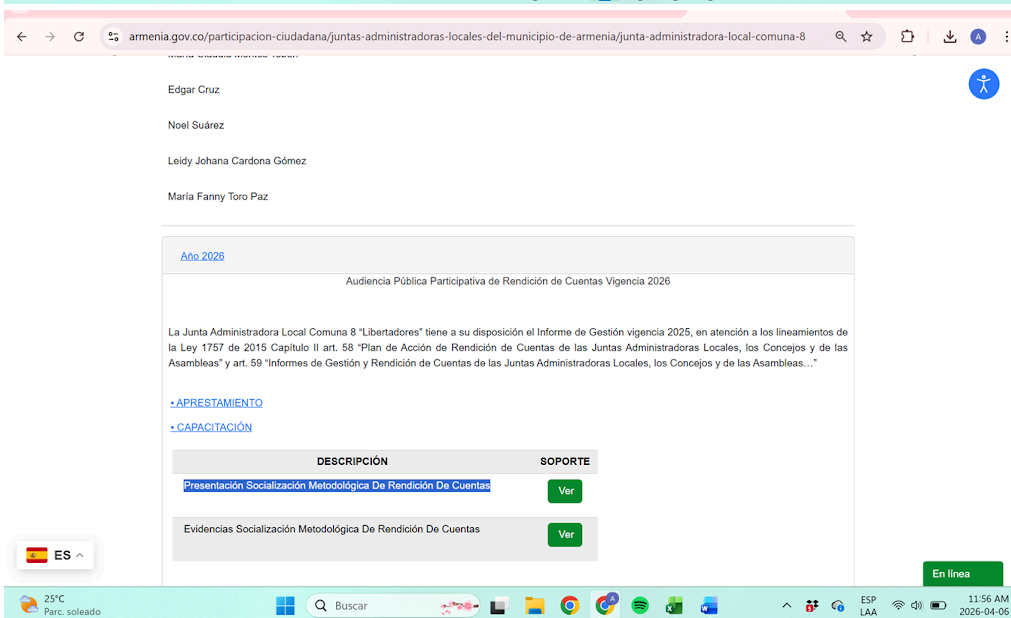 armenia.gov.co/participacion-ciudadana/juntas-administradoras-locales-del-municipio-de-armenia/junta-administradora-local-comuna-8
A
Edgar Cruz
Noel Suárez
Leidy Johana Cardona Gómez
María Fanny Toro Paz
Año 2026
Audiencia Pública Participativa de Rendición de Cuentas Vigencia 2026
La Junta Administradora Local Comuna 8 “Libertadores” tiene a su disposición el Informe de Gestión vigencia 2025, en atención a los lineamientos de
la Ley 1757 de 2015 Capítulo II art. 58 “Plan de Acción de Rendición de Cuentas de las Juntas Administradoras Locales, los Concejos y de las
Asambleas” y art. 59 “Informes de Gestión y Rendición de Cuentas de las Juntas Administradoras Locales, los Concejos y de las Asambleas…”
• APRESTAMIENTO
• CAPACITACIÓN
DESCRIPCIÓN SOPORTE
Presentación Socialización Metodológica De Rendición De Cuentas Ver
Evidencias Socialización Metodológica De Rendición De Cuentas Ver
ES
En línea
25°C
Parc. soleado
Buscar
ESP
LAA
11:56 AM
2026-04-06